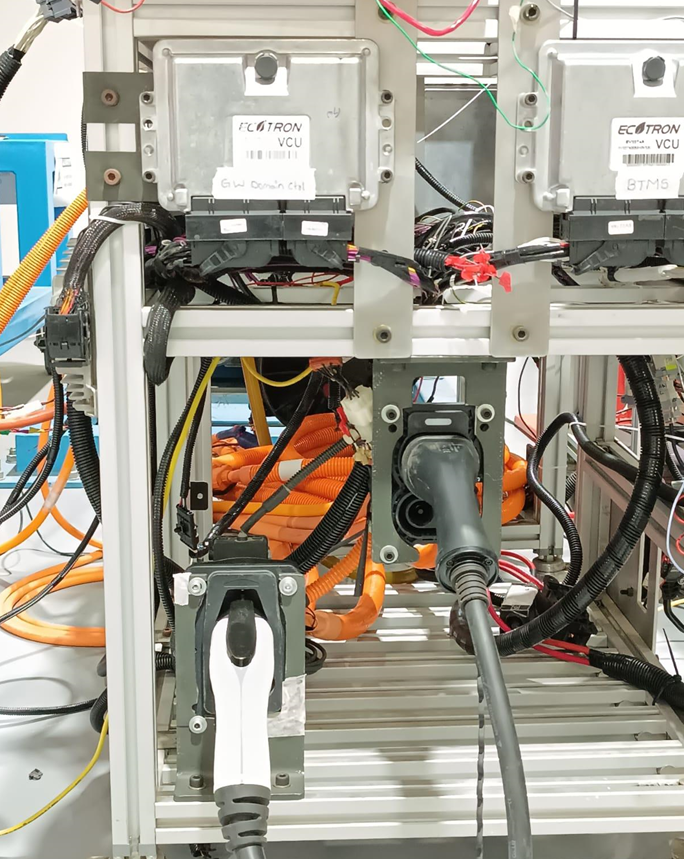 ECOTRON
VCU
GW Domain Ctrl
ECOTRON
VCU
BTMS